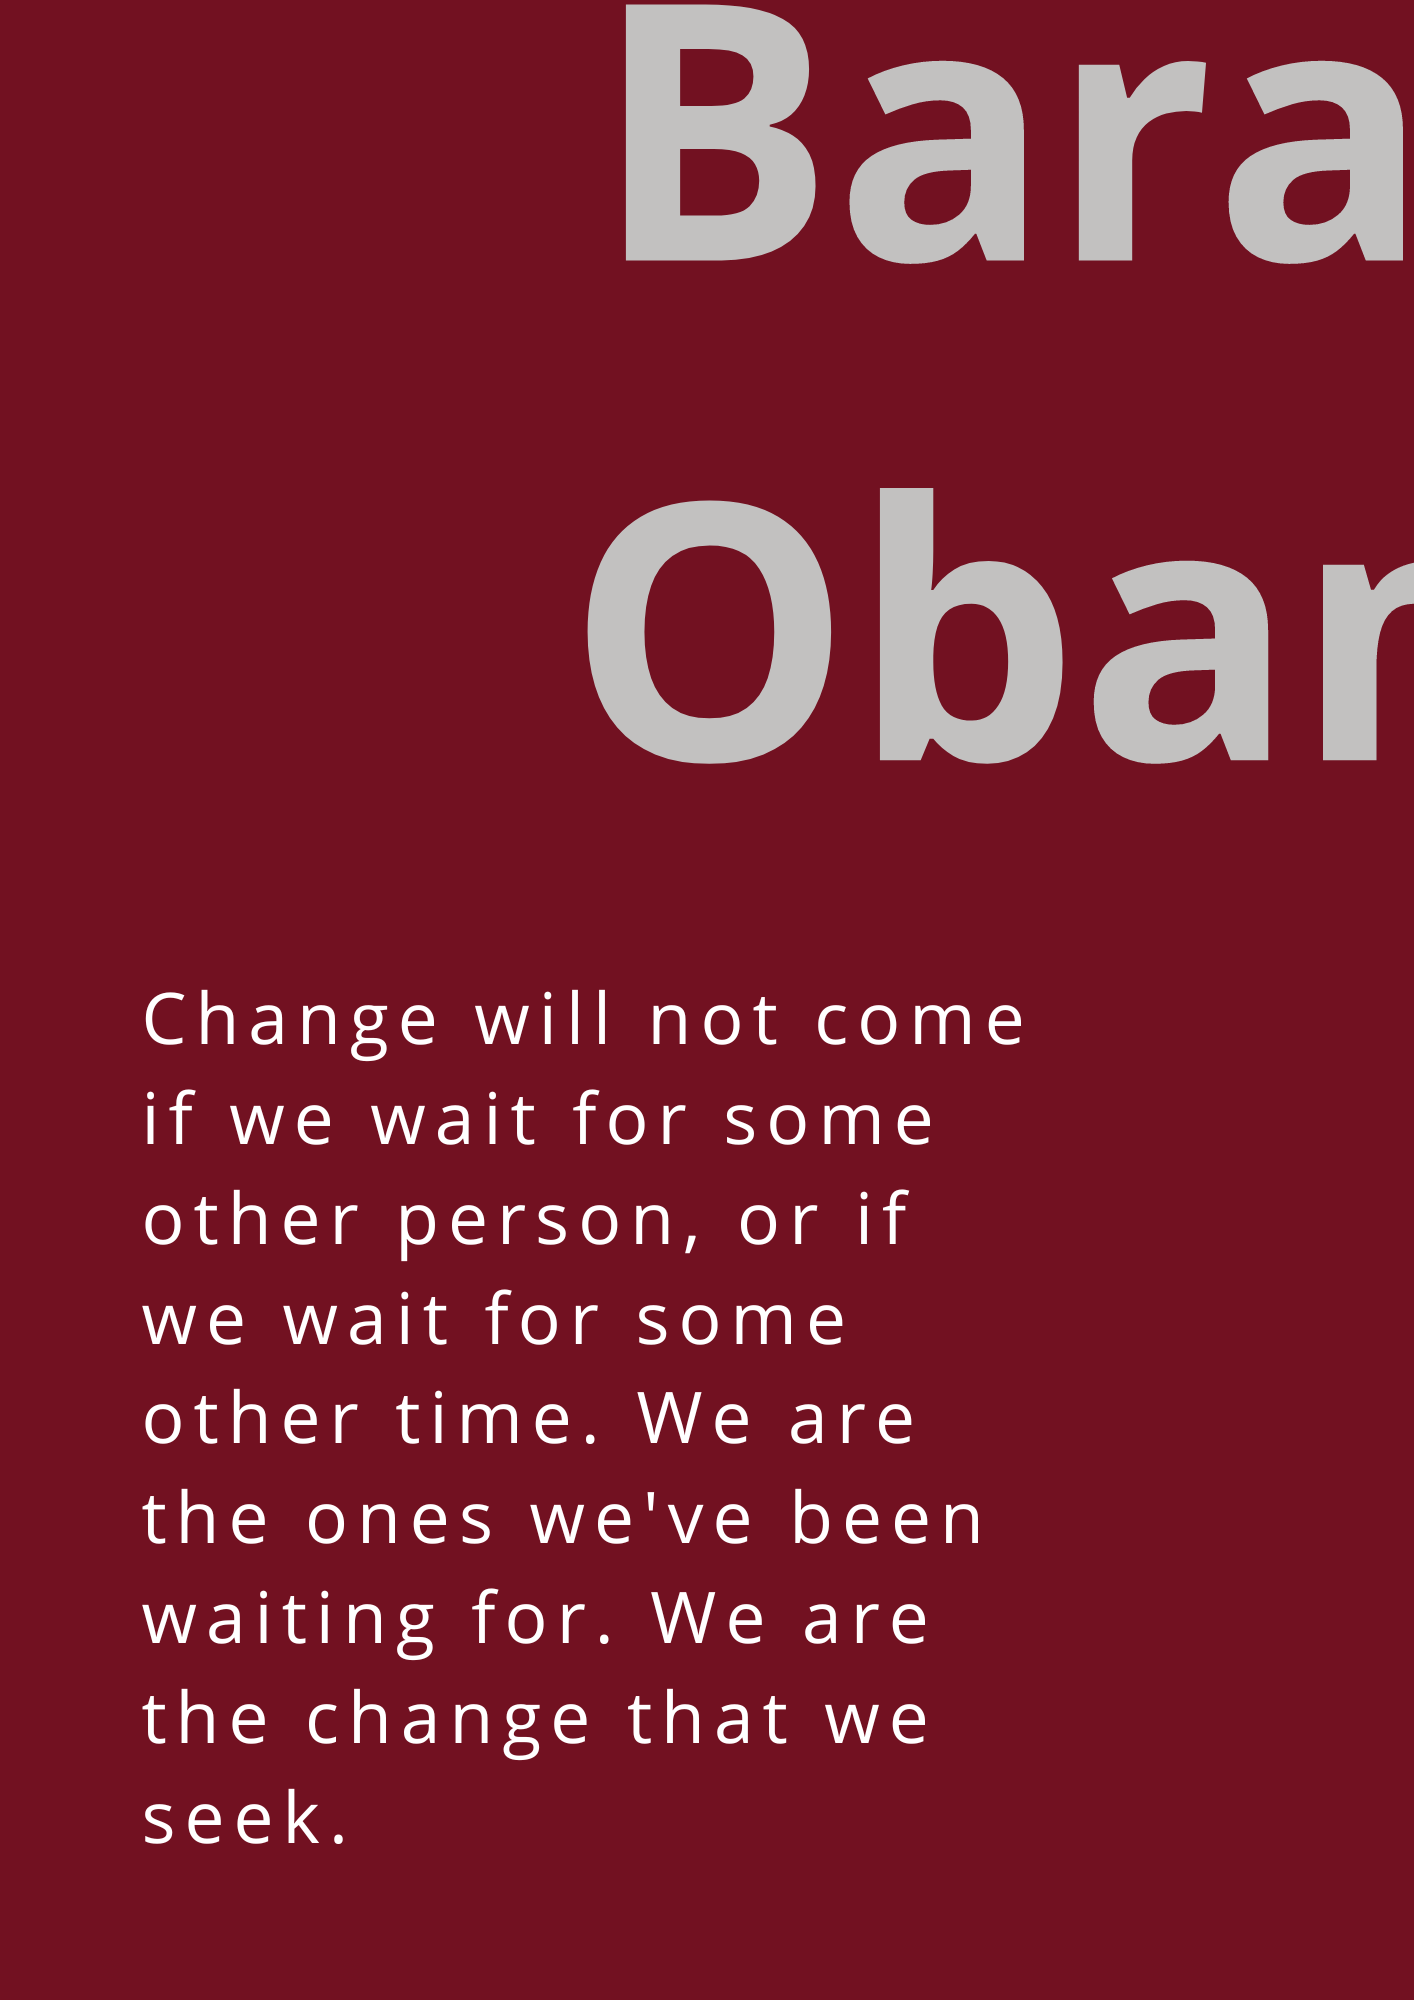 Bara
Obar
Change will not come
if we wait for some
other person, or if
we wait for some
other time. We are
the ones we've been
waiting for. We are
the change that we
seek.